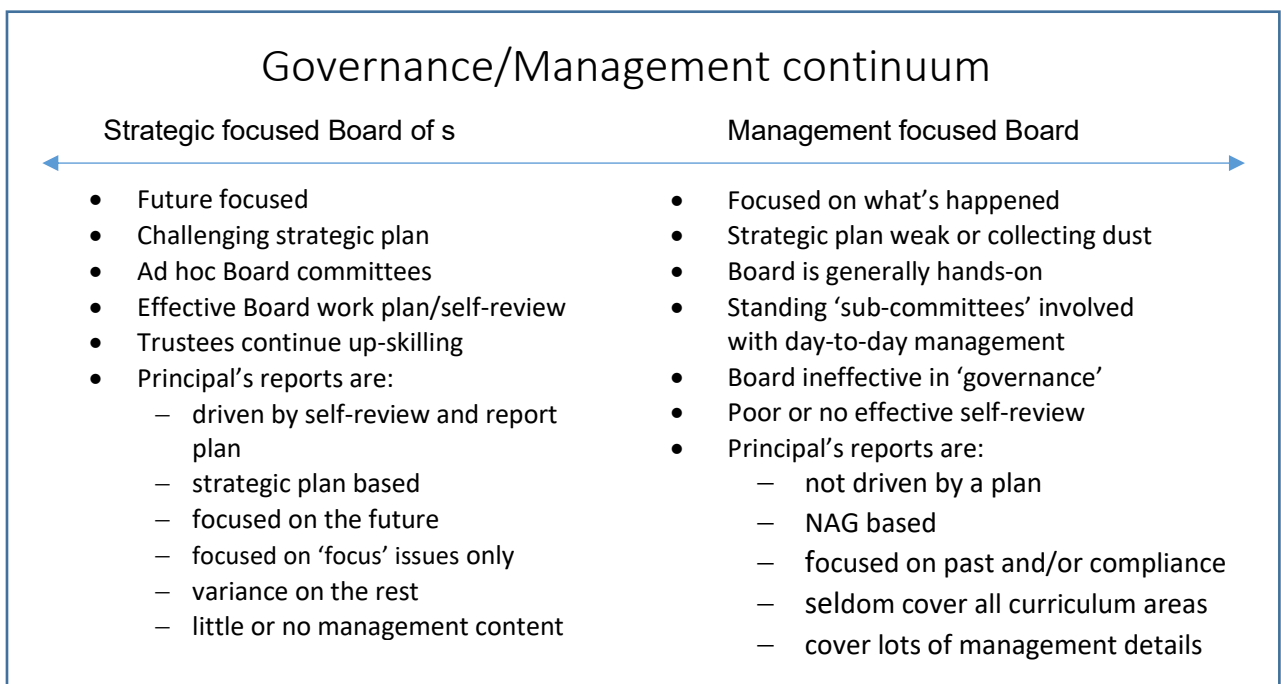 Governance/Management continuum
Strategic focused Board of s
• Future focused
• Challenging strategic plan
• Ad hoc Board committees
• Effective Board work plan/self-review
• Trustees continue up-skilling
• Principal’s reports are:
– driven by self-review and report
plan
– strategic plan based
– focused on the future
– focused on ‘focus’ issues only
– variance on the rest
– little or no management content
Management focused Board
• Focused on what’s happened
• Strategic plan weak or collecting dust
• Board is generally hands-on
• Standing ‘sub-committees’ involved
with day-to-day management
• Board ineffective in ‘governance’
• Poor or no effective self-review
• Principal’s reports are:
– not driven by a plan
– NAG based
– focused on past and/or compliance
– seldom cover all curriculum areas
– cover lots of management details